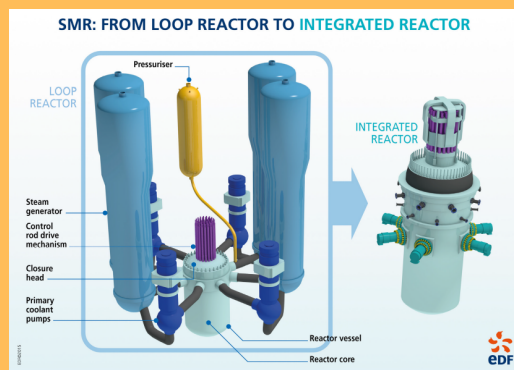 SMR: FROM LOOP REACTOR TO INTEGRATED REACTOR
LOOP
REACTOR
Pressuriser
INTEGRATED
REACTOR
Steam
generator
Control
rod drive
mechanism
Closure
head
Primary
coolant
pumps
Reactor vessel
Reactor core
eDF